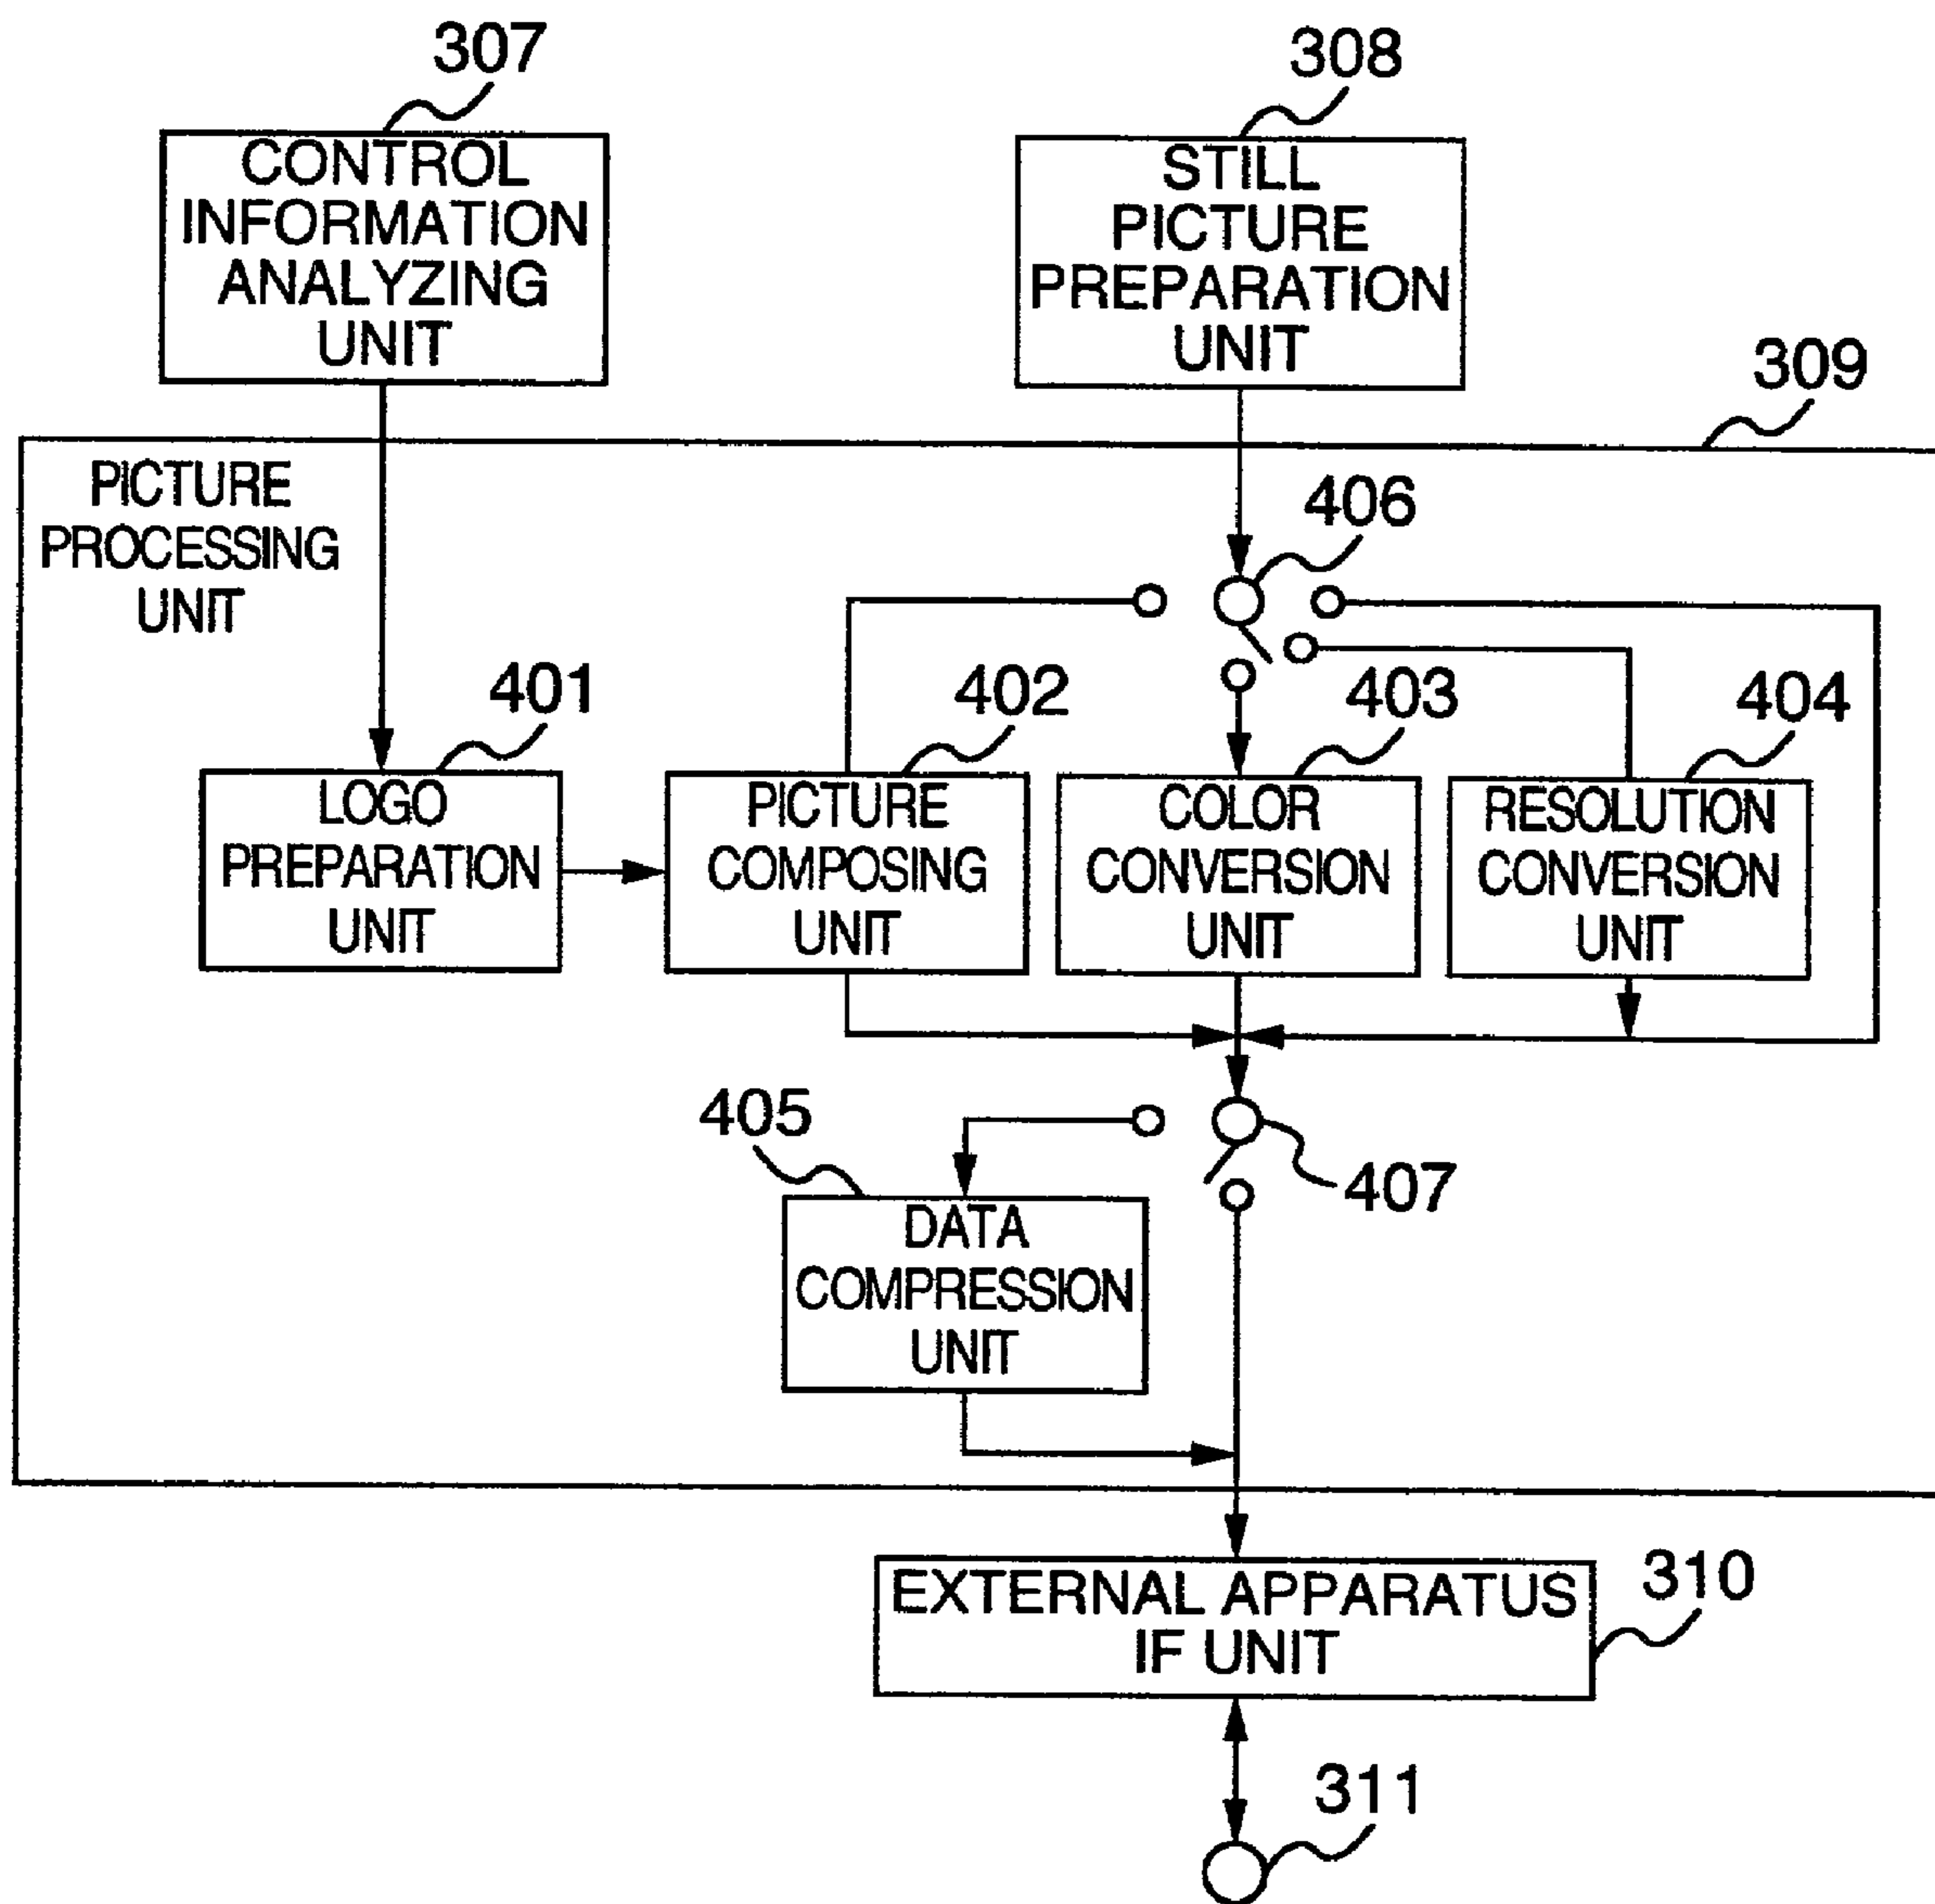 307
308
CONTROL
INFORMATION
ANALYZING
UNIT
STILL
PICTURE
PREPARATION
UNIT
309
PICTURE
PROCESSING
UNIT
406
401
402
403
404
LOGO
PREPARATION
UNIT
PICTURE
COMPOSING
UNIT
COLOR
CONVERSION
UNIT
RESOLUTION
CONVERSION
UNIT
405
407
DATA
COMPRESSION
UNIT
EXTERNAL APPARATUS
IF UNIT
310
311